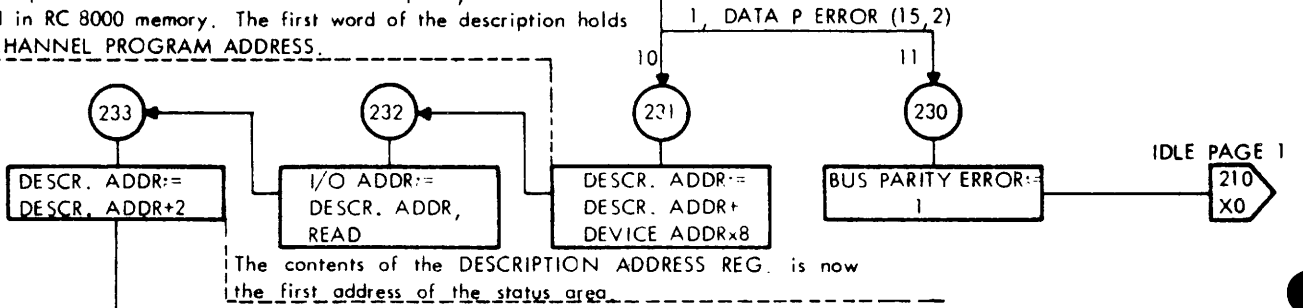 in RC 8000 memory. The first word of the description holds
HANNEL PROGRAM ADDRESS.
1, DATA P ERROR (15,2)
10
11
233
232
231
230
IDLE PAGE 1
DESCR. ADDR:=
DESCR. ADDR+2
I/O ADDR:=
DESCR. ADDR,
READ
DESCR. ADDR:=
DESCR. ADDR+
DEVICE ADDRx8
BUS PARITY ERROR:=
1
210
X0
The contents of the DESCRIPTION ADDRESS REG. is now
the first address of the status area